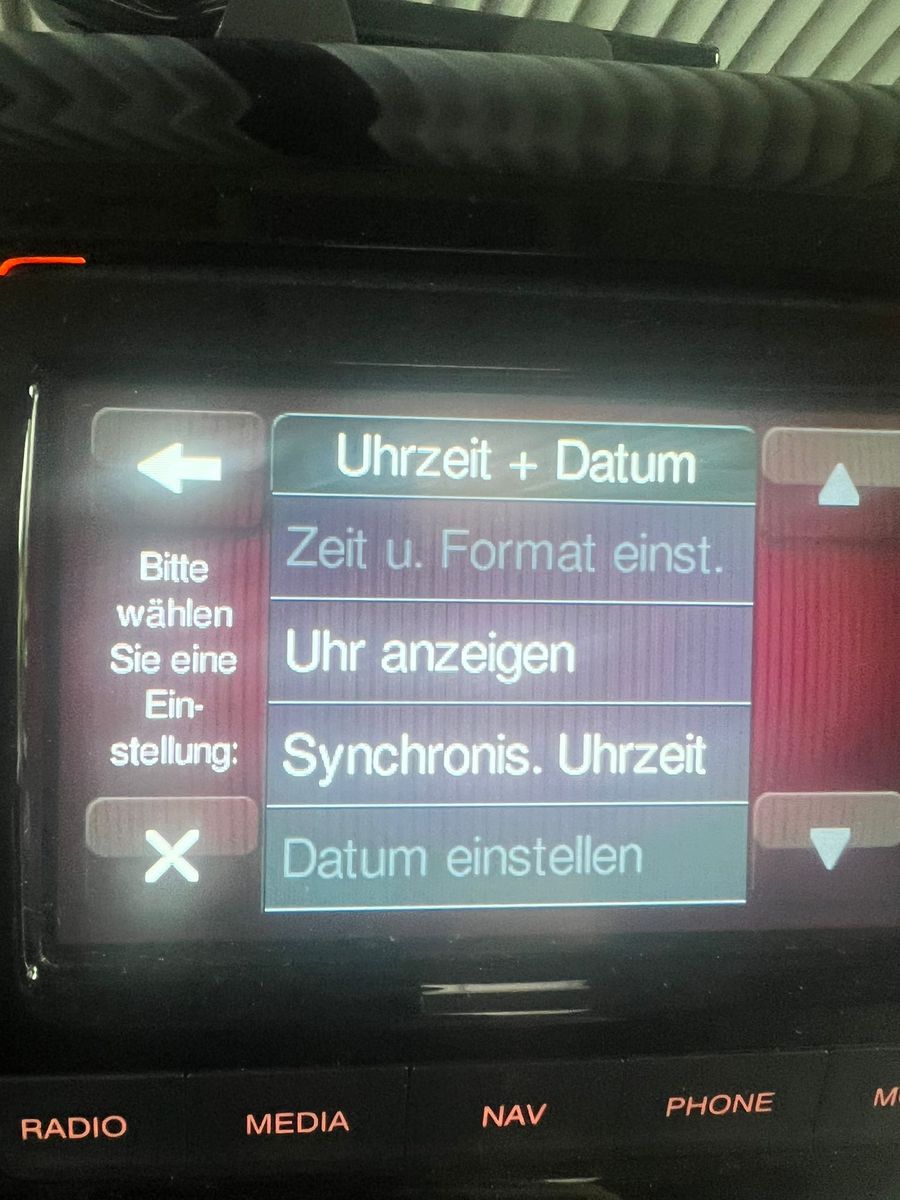 Uhrzeit + Datum
Zeit u. Format einst.
Bitte
wählen
Sie eine
Ein-
stellung:
Uhr anzeigen
Synchronis. Uhrzeit
Datum einstellen
RADIO
MEDIA
NAV
PHONE